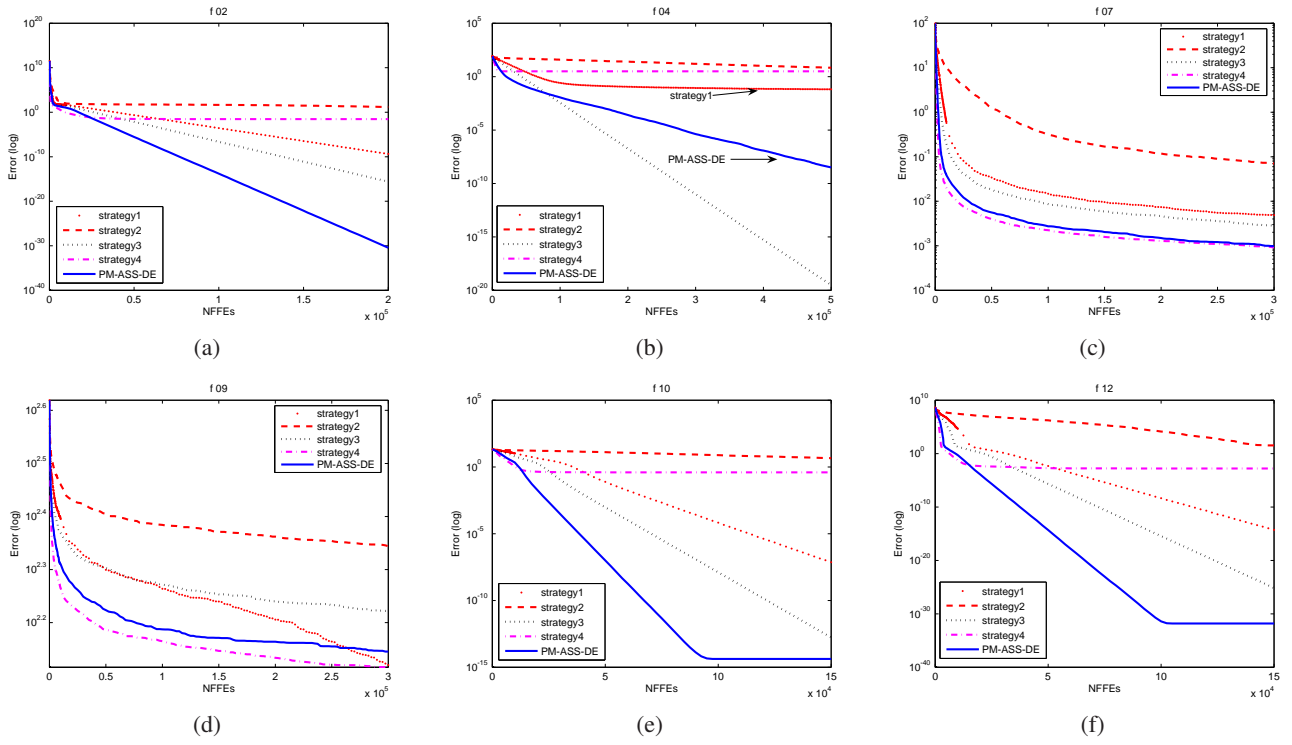 f 02
Error (log)
10^20
10^10
10^0
10^-10
10^-20
10^-30
10^-40
strategy1
strategy2
strategy3
strategy4
PM-ASS-DE
0 0.5 1 1.5 2
NFFEs
x 10^5
(a)
f 04
Error (log)
10^5
10^0
10^-5
10^-10
10^-15
10^-20
strategy1
PM-ASS-DE
strategy1
strategy2
strategy3
strategy4
PM-ASS-DE
0 1 2 3 4 5
NFFEs
x 10^5
(b)
f 07
Error (log)
10^2
10^1
10^0
10^-1
10^-2
10^-3
10^-4
strategy1
strategy2
strategy3
strategy4
PM-ASS-DE
0 0.5 1 1.5 2 2.5 3
NFFEs
x 10^5
(c)
f 09
Error (log)
10^2.6
10^2.5
10^2.4
10^2.3
10^2.2
strategy1
strategy2
strategy3
strategy4
PM-ASS-DE
0 0.5 1 1.5 2 2.5 3
NFFEs
x 10^5
(d)
f 10
Error (log)
10^5
10^0
10^-5
10^-10
10^-15
strategy1
strategy2
strategy3
strategy4
PM-ASS-DE
0 5 10 15
NFFEs
x 10^4
(e)
f 12
Error (log)
10^10
10^0
10^-10
10^-20
10^-30
10^-40
strategy1
strategy2
strategy3
strategy4
PM-ASS-DE
0 5 10 15
NFFEs
x 10^4
(f)